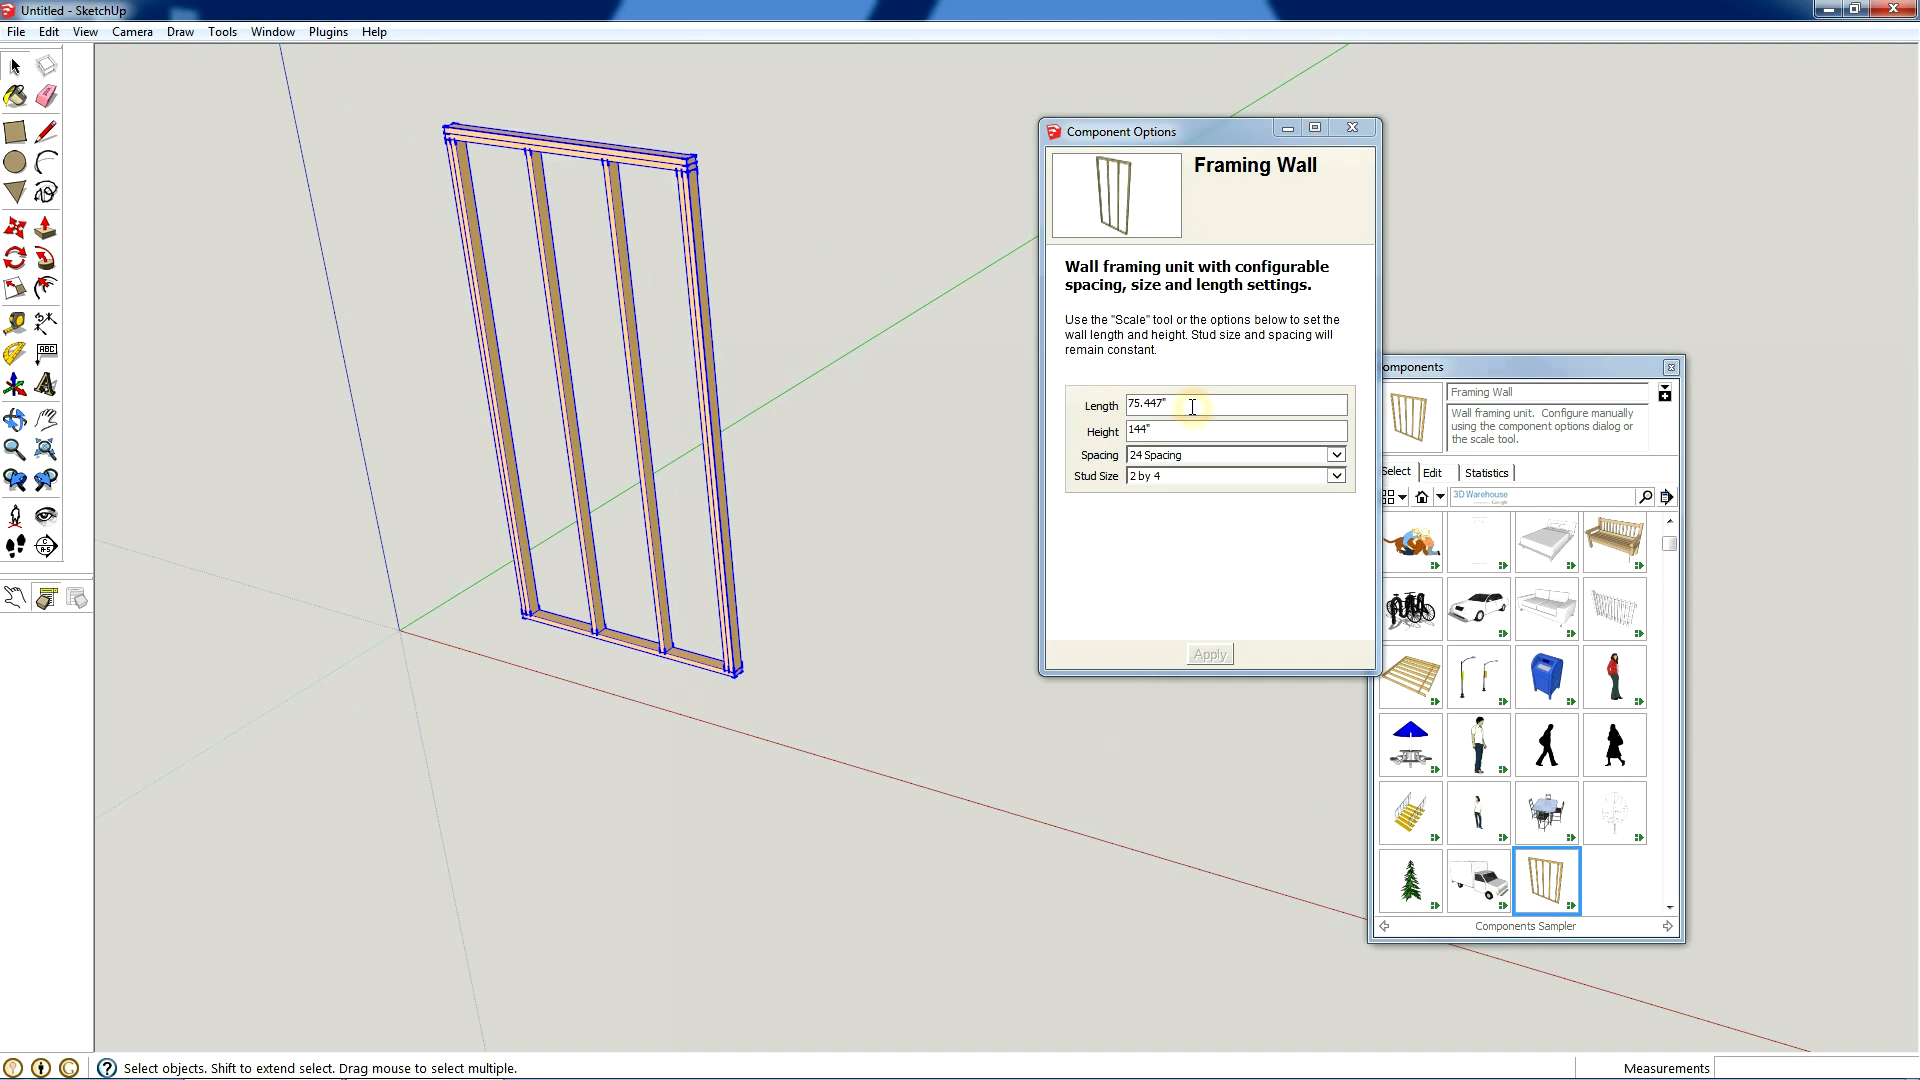 Untitled - SketchUp
File Edit View Camera Draw Tools Window Plugins Help
ABC
Component Options
Framing Wall
Wall framing unit with configurable
spacing, size and length settings.
Use the "Scale" tool or the options below to set the
wall length and height. Stud size and spacing will
remain constant.
Length 75.447"
Height 144"
Spacing 24 Spacing
Stud Size 2 by 4
Apply
omponents
Framing Wall
Wall framing unit. Configure manually
using the component options dialog or
the scale tool.
Select Edit Statistics
3D Warehouse
Components Sampler
Select objects. Shift to extend select. Drag mouse to select multiple.
Measurements